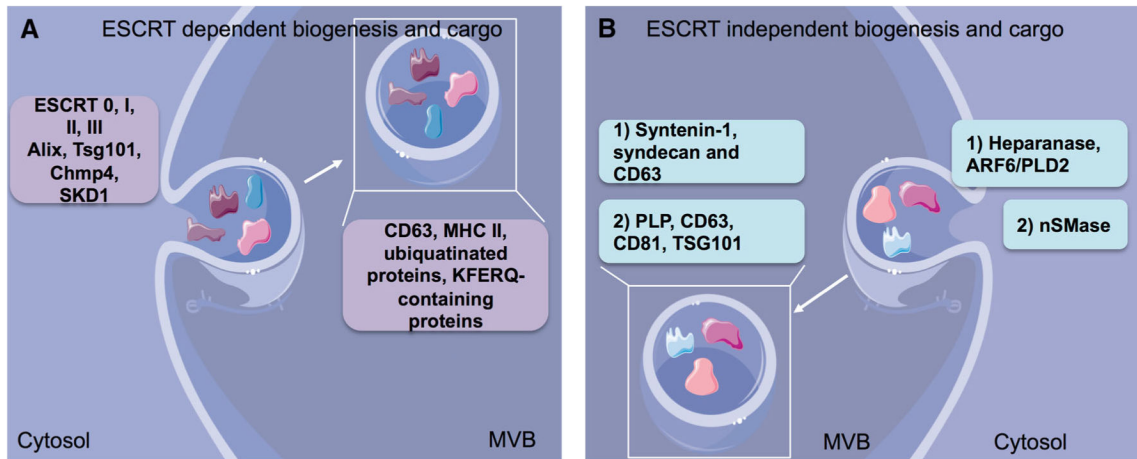 A
ESCRT dependent biogenesis and cargo
ESCRT 0, I,
II, III
Alix, Tsg101,
Chmp4,
SKD1
CD63, MHC II,
ubiquatinated
proteins, KFERQ-
containing
proteins
Cytosol
MVB
B
ESCRT independent biogenesis and cargo
1) Syntenin-1,
syndecan and
CD63
2) PLP, CD63,
CD81, TSG101
1) Heparanase,
ARF6/PLD2
2) nSMase
MVB
Cytosol